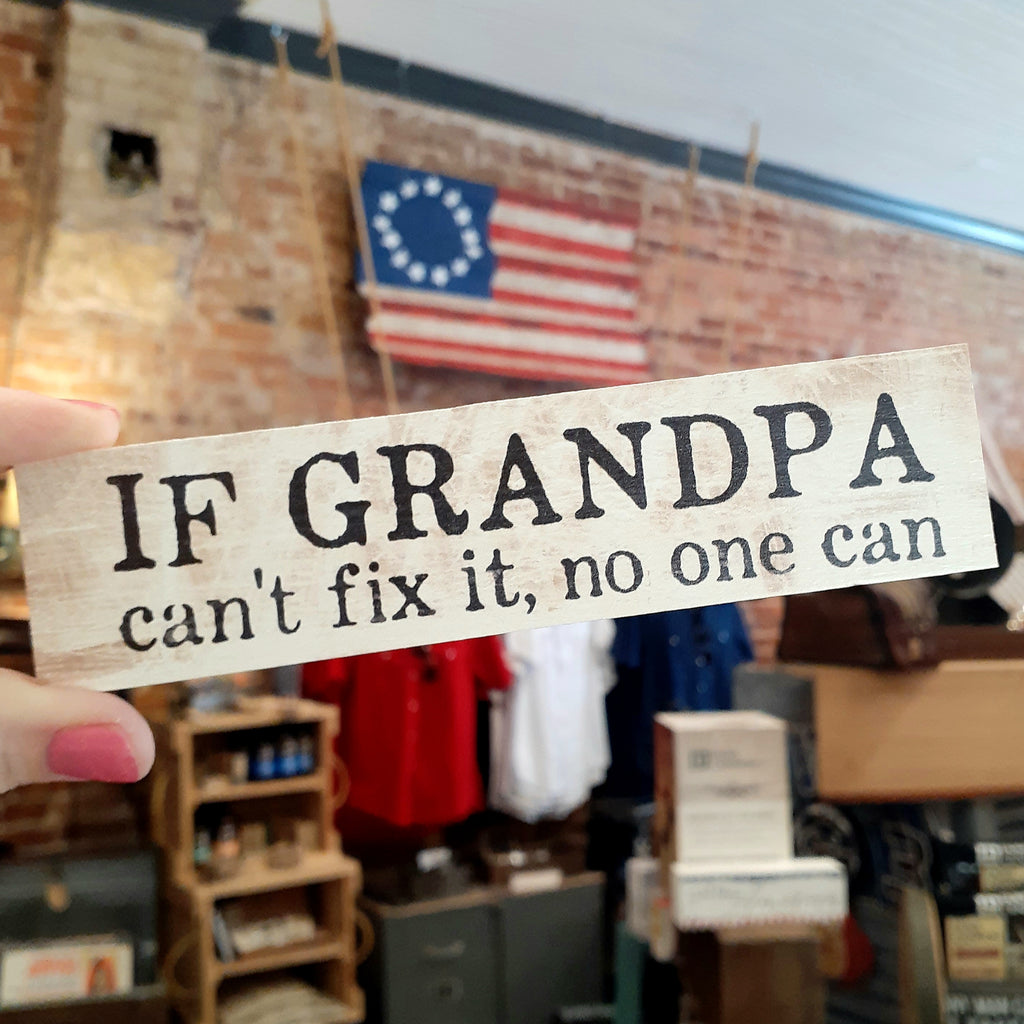 IF GRANDPA
can't fix it, no one can